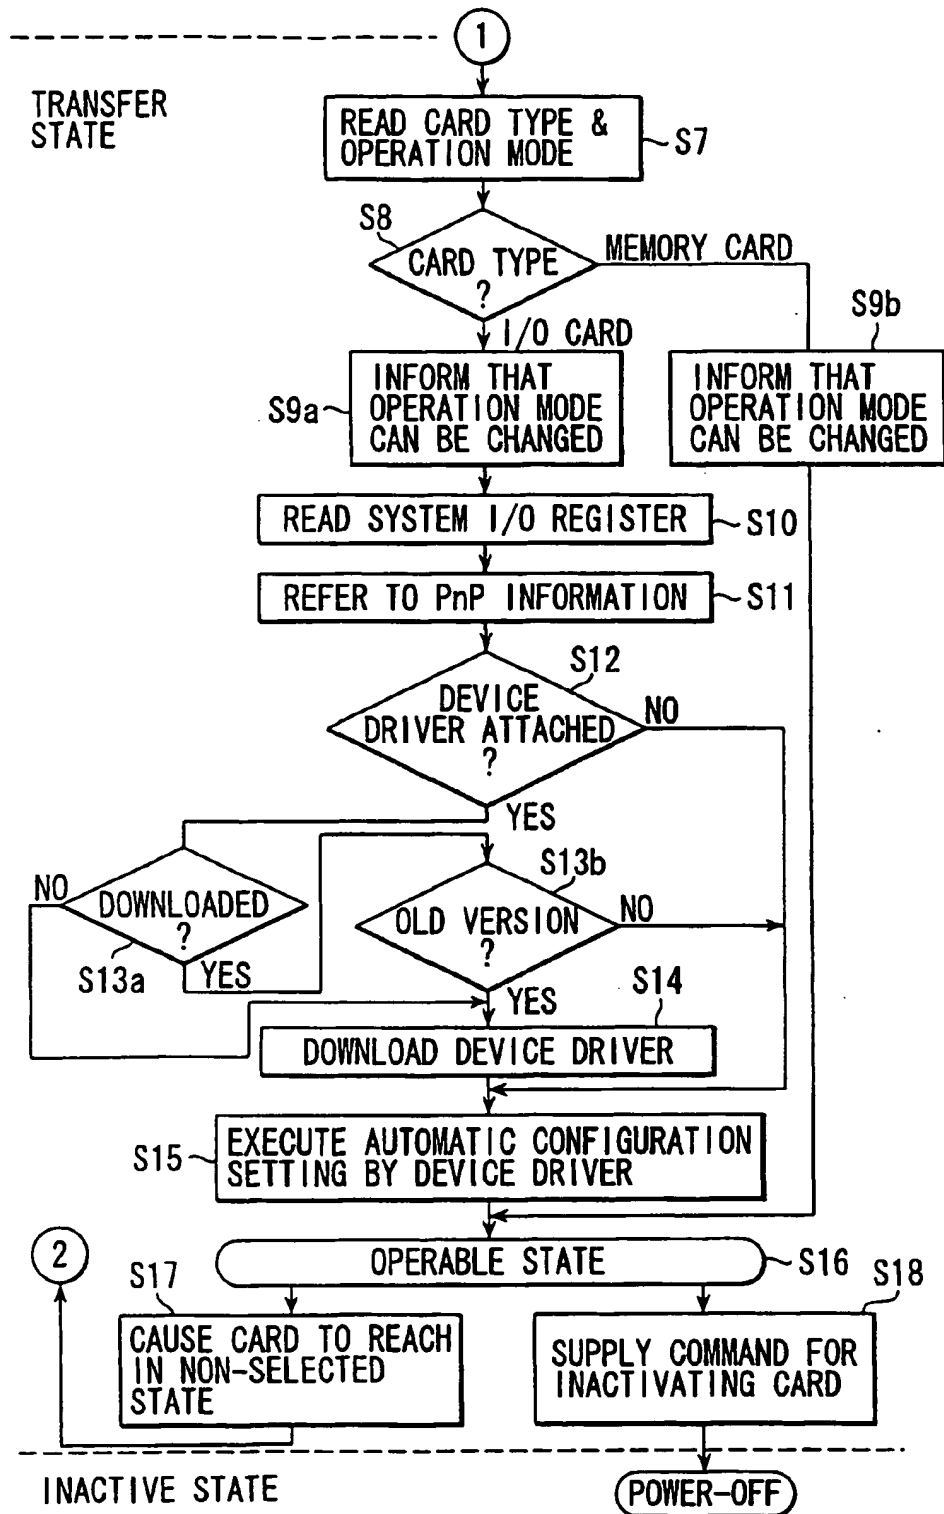 1
TRANSFER
STATE
READ CARD TYPE &
OPERATION MODE
S7
S8
CARD TYPE
?
MEMORY CARD
I/O CARD
S9b
S9a
INFORM THAT
OPERATION MODE
CAN BE CHANGED
INFORM THAT
OPERATION MODE
CAN BE CHANGED
READ SYSTEM I/O REGISTER
S10
REFER TO PnP INFORMATION
S11
S12
DEVICE
DRIVER ATTACHED
?
NO
YES
S13b
NO
DOWNLOADED
?
OLD VERSION
?
NO
S13a
YES
YES
S14
DOWNLOAD DEVICE DRIVER
S15
EXECUTE AUTOMATIC CONFIGURATION
SETTING BY DEVICE DRIVER
2
OPERABLE STATE
S16
S17
S18
CAUSE CARD TO REACH
IN NON-SELECTED
STATE
SUPPLY COMMAND FOR
INACTIVATING CARD
INACTIVE STATE
POWER-OFF